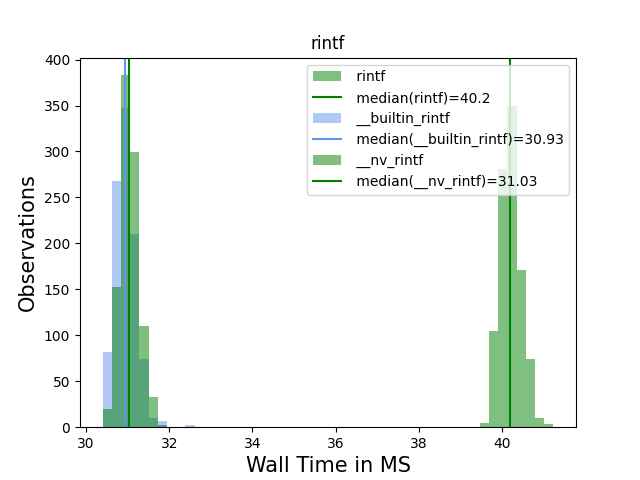 rintf
400
350
300
250
200
150
100
50
0
Observations
rintf
median(rintf)=40.2
__builtin_rintf
median(__builtin_rintf)=30.93
__nv_rintf
median(__nv_rintf)=31.03
30 32 34 36 38 40
Wall Time in MS